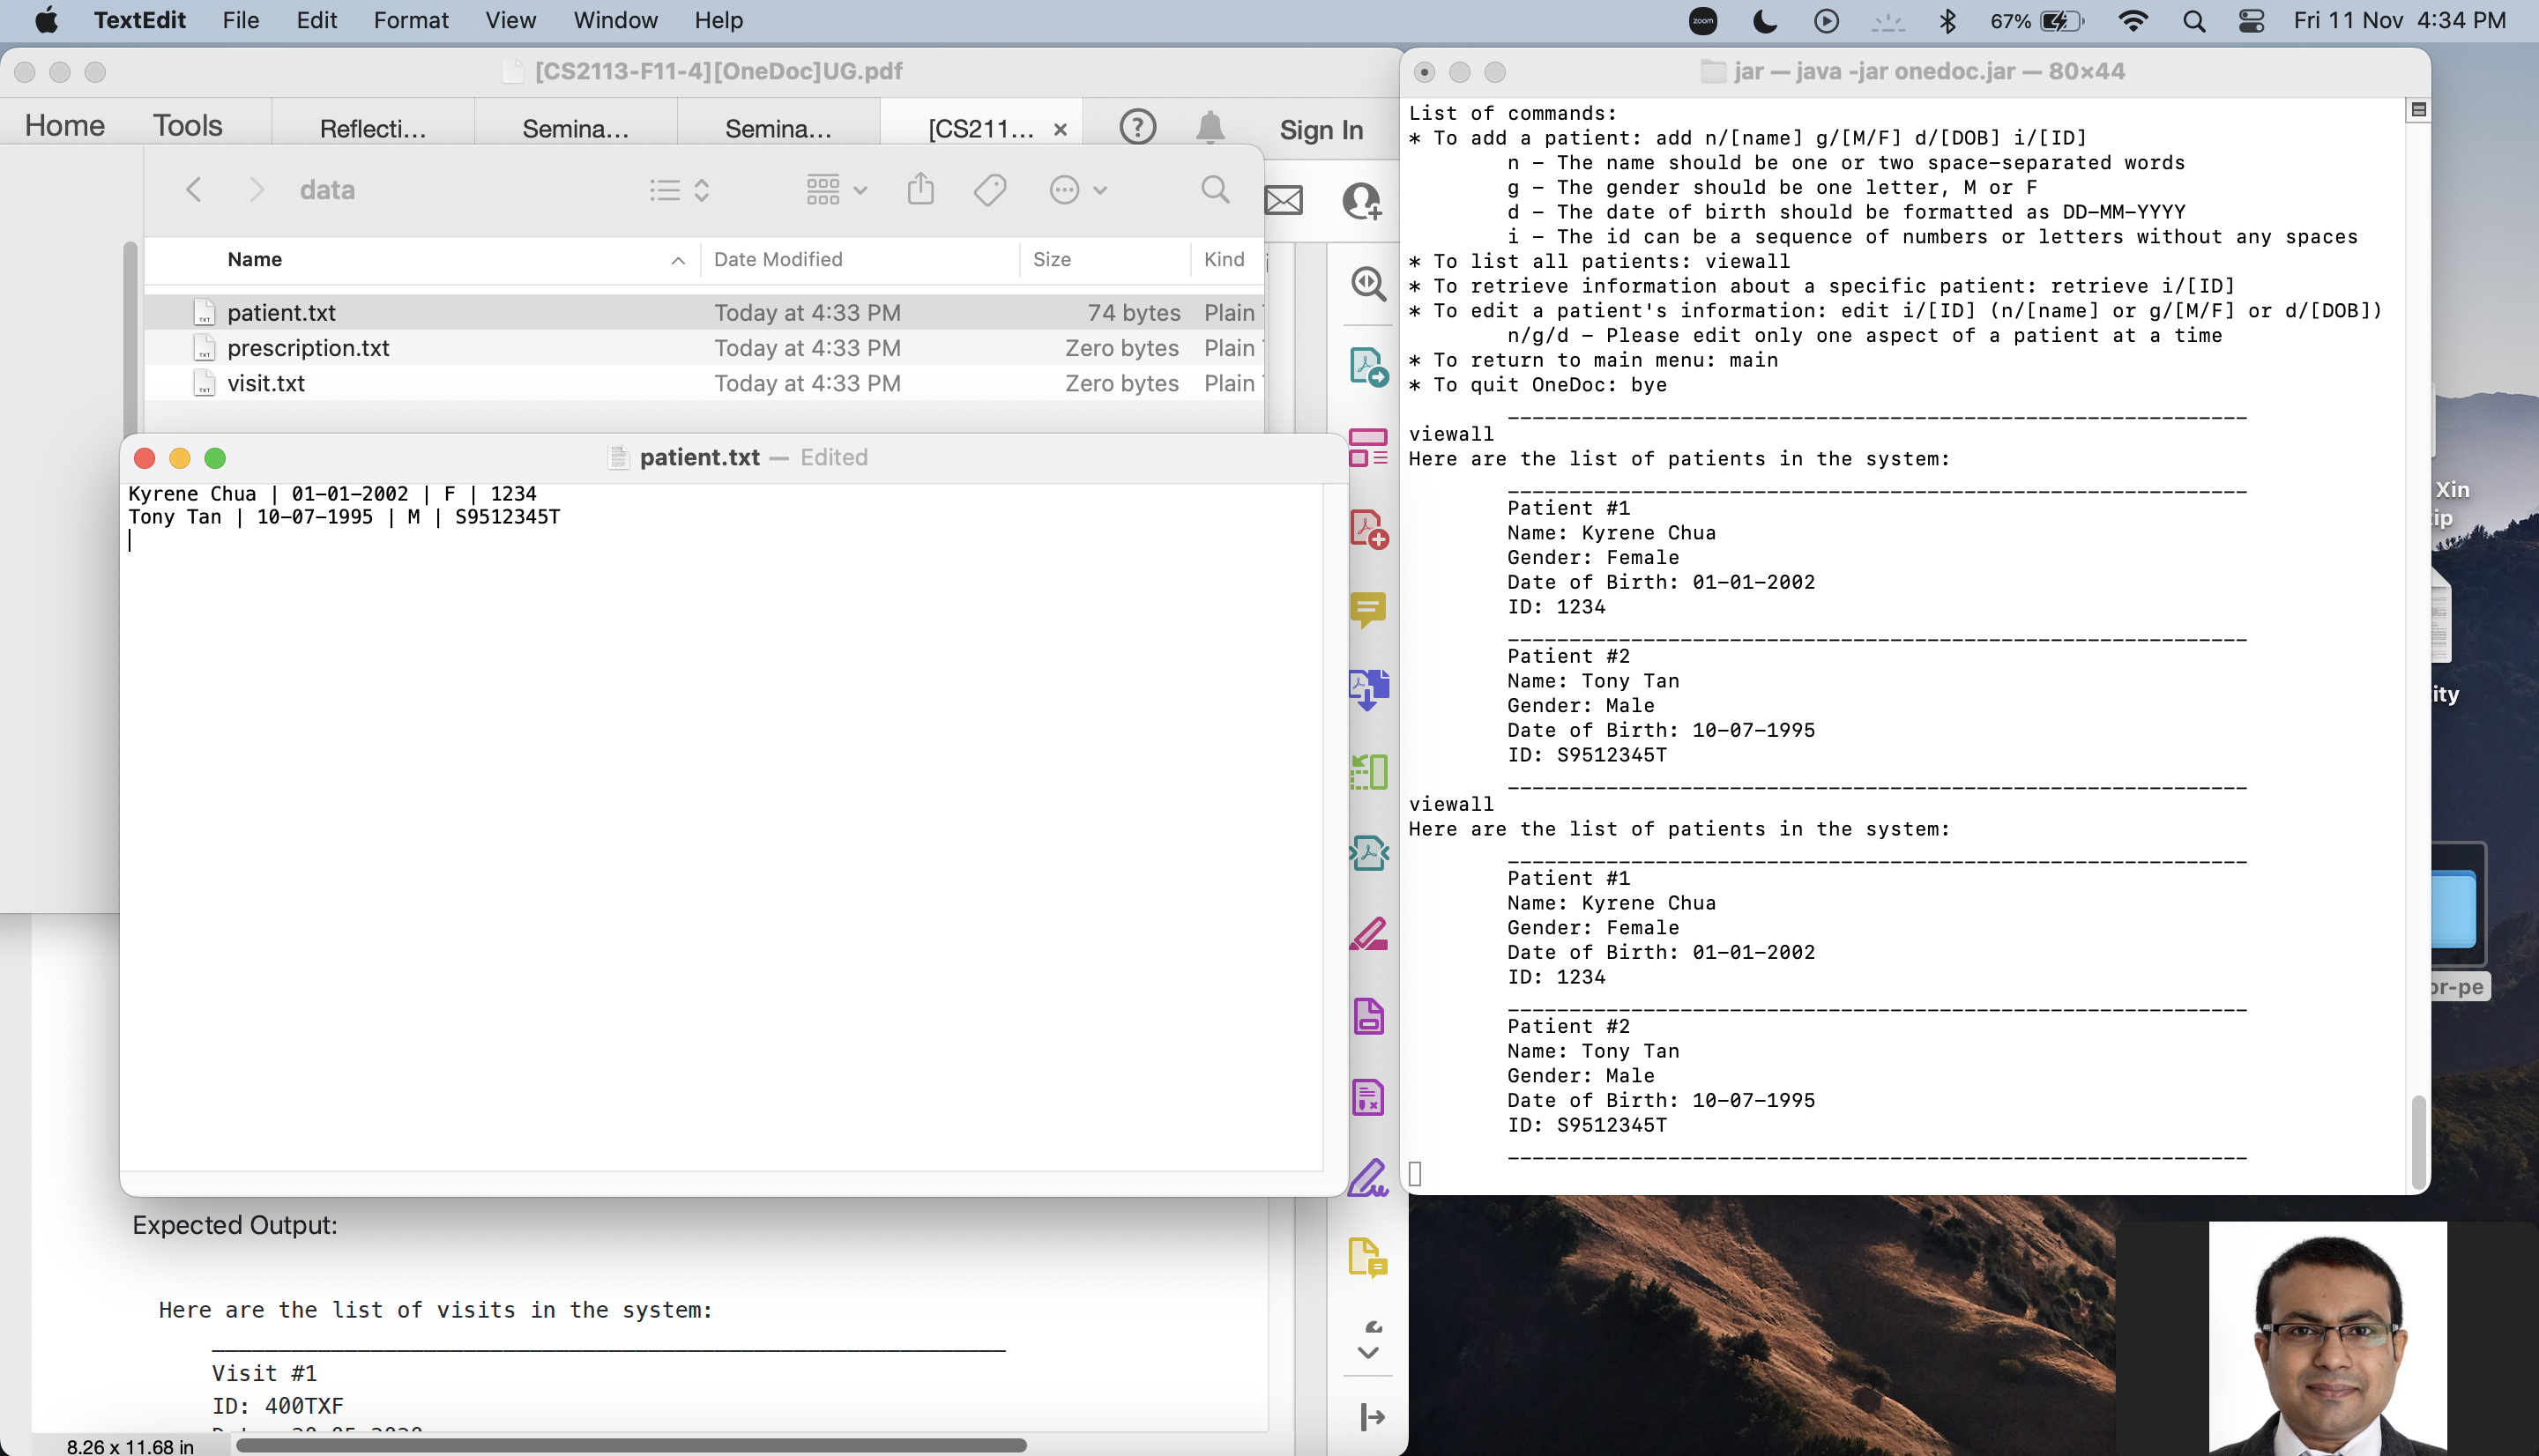 TextEdit File Edit Format View Window Help
zoom 67% Fri 11 Nov 4:34 PM
[CS2113-F11-4][OneDoc]UG.pdf
Home Tools Reflecti... Semina... Semina... [CS211... × ? Sign In
data
Name Date Modified Size Kind
patient.txt Today at 4:33 PM 74 bytes Plain
prescription.txt Today at 4:33 PM Zero bytes Plain
visit.txt Today at 4:33 PM Zero bytes Plain
patient.txt — Edited
Kyrene Chua | 01-01-2002 | F | 1234
Tony Tan | 10-07-1995 | M | S9512345T
Expected Output:
Here are the list of visits in the system:
Visit #1
ID: 400TXF
8.26 x 11.68 in
jar — java -jar onedoc.jar — 80×44
List of commands:
* To add a patient: add n/[name] g/[M/F] d/[DOB] i/[ID]
n - The name should be one or two space-separated words
g - The gender should be one letter, M or F
d - The date of birth should be formatted as DD-MM-YYYY
i - The id can be a sequence of numbers or letters without any spaces
* To list all patients: viewall
* To retrieve information about a specific patient: retrieve i/[ID]
* To edit a patient's information: edit i/[ID] (n/[name] or g/[M/F] or d/[DOB])
n/g/d - Please edit only one aspect of a patient at a time
* To return to main menu: main
* To quit OneDoc: bye
viewall
Here are the list of patients in the system:
Patient #1
Name: Kyrene Chua
Gender: Female
Date of Birth: 01-01-2002
ID: 1234
Patient #2
Name: Tony Tan
Gender: Male
Date of Birth: 10-07-1995
ID: S9512345T
viewall
Here are the list of patients in the system:
Patient #1
Name: Kyrene Chua
Gender: Female
Date of Birth: 01-01-2002
ID: 1234
Patient #2
Name: Tony Tan
Gender: Male
Date of Birth: 10-07-1995
ID: S9512345T
Xin
ip
ity
or-pe